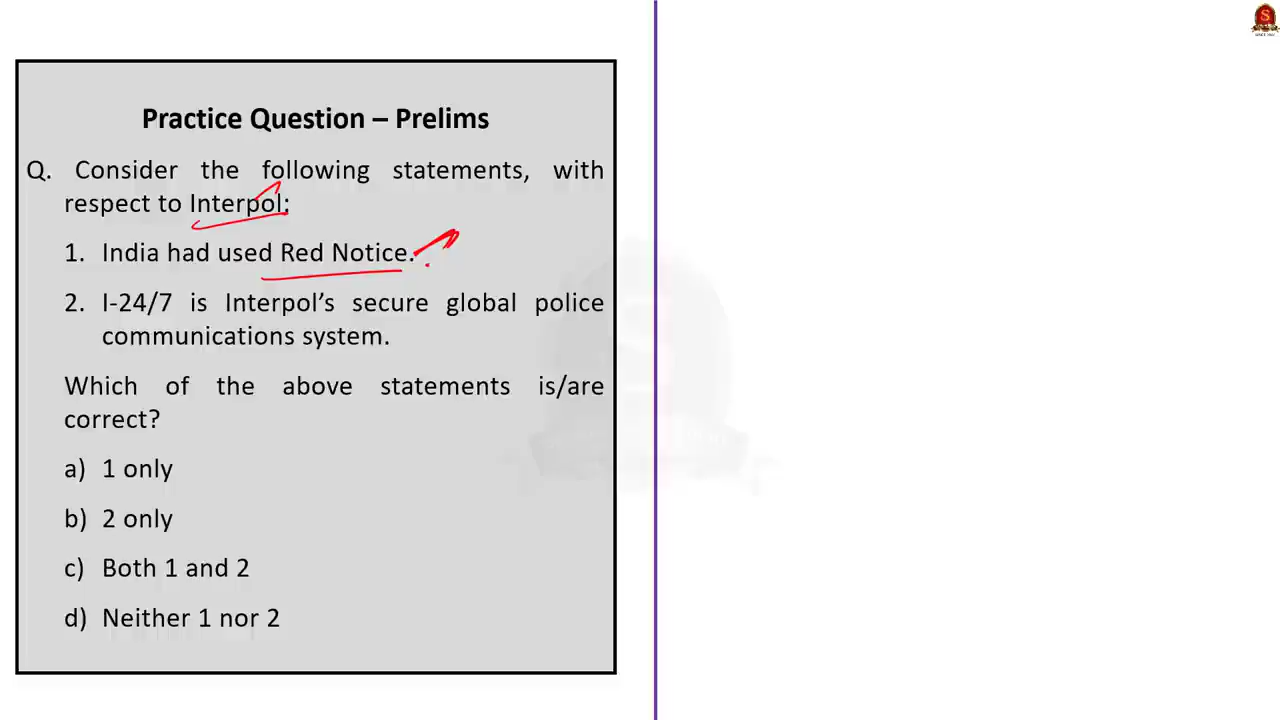 Practice Question – Prelims
Q. Consider the following statements, with
respect to Interpol:
1. India had used Red Notice.
2. I-24/7 is Interpol’s secure global police
communications system.
Which of the above statements is/are
correct?
a) 1 only
b) 2 only
c) Both 1 and 2
d) Neither 1 nor 2